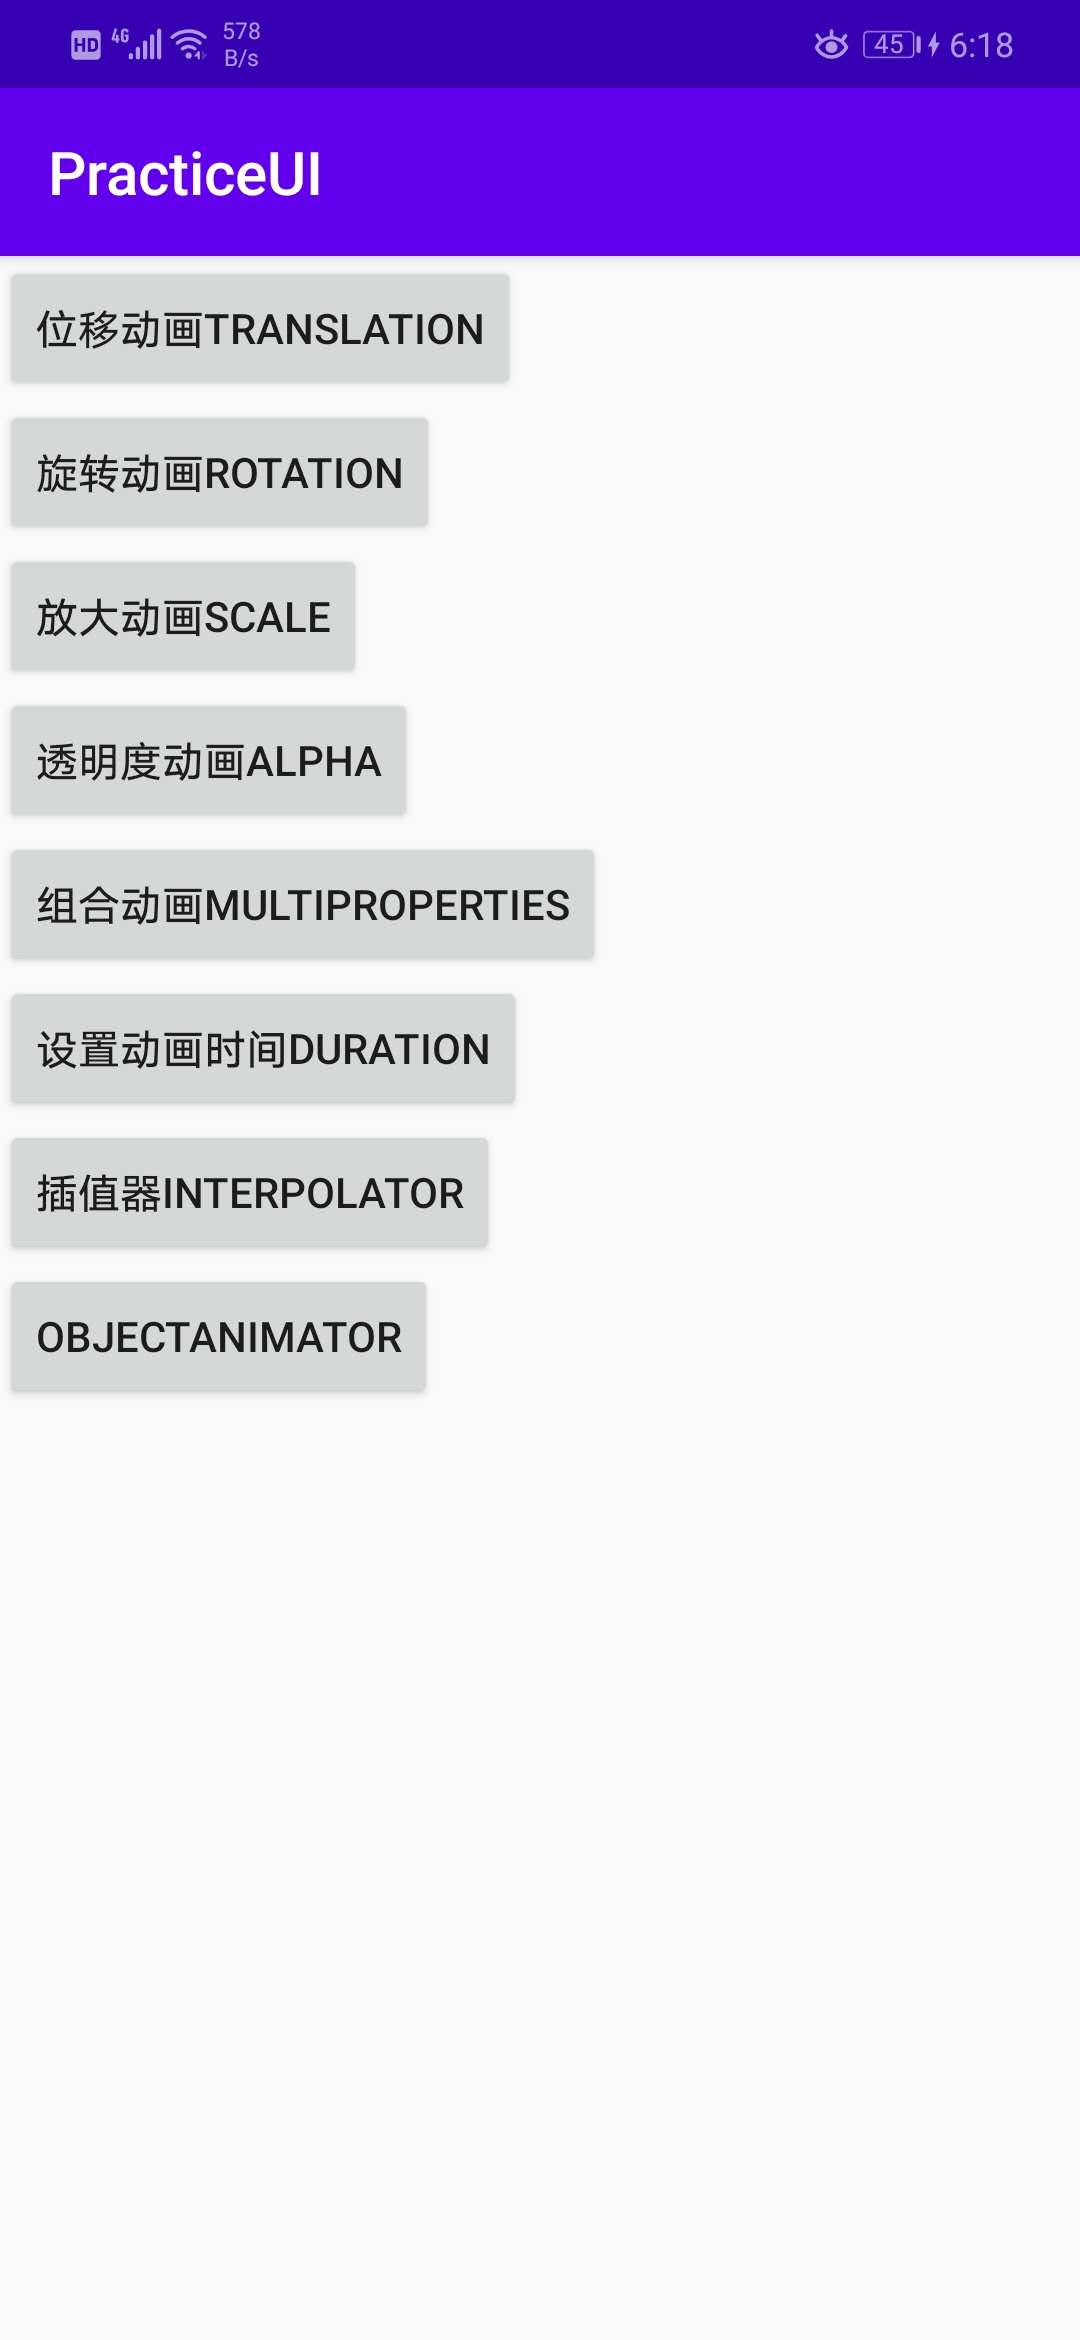 HD 4G 578 B/s 45 6:18
PracticeUI
位移动画TRANSLATION
旋转动画ROTATION
放大动画SCALE
透明度动画ALPHA
组合动画MULTIPROPERTIES
设置动画时间DURATION
插值器INTERPOLATOR
OBJECTANIMATOR